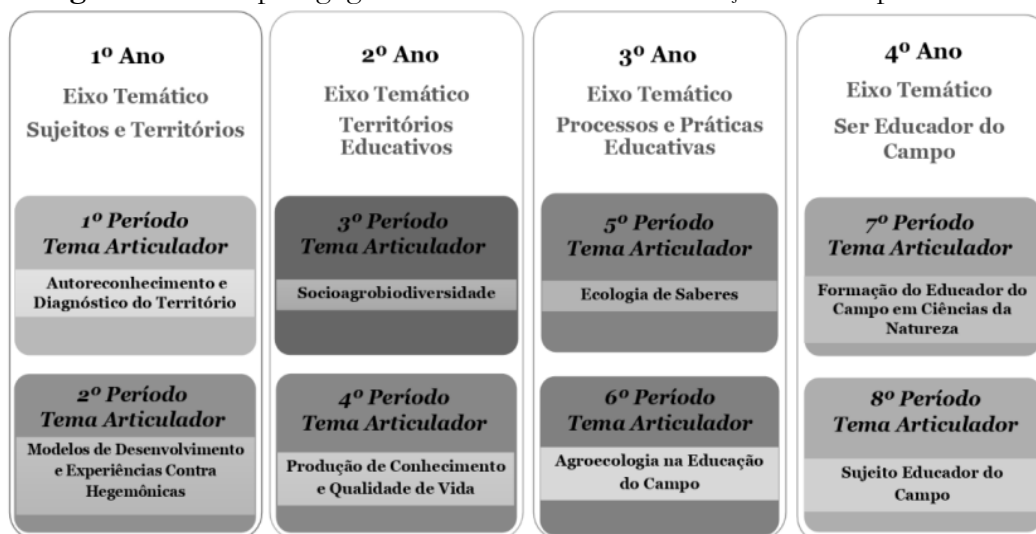 1º Ano
Eixo Temático
Sujeitos e Territórios
1º Período
Tema Articulador
Autoreconhecimento e
Diagnóstico do Território
2º Período
Tema Articulador
Modelos de Desenvolvimento
e Experiências Contra
Hegemônicas
2º Ano
Eixo Temático
Territórios
Educativos
3º Período
Tema Articulador
Socioagrobiodiversidade
4º Período
Tema Articulador
Produção de Conhecimento
e Qualidade de Vida
3º Ano
Eixo Temático
Processos e Práticas
Educativas
5º Período
Tema Articulador
Ecologia de Saberes
6º Período
Tema Articulador
Agroecologia na Educação
do Campo
4º Ano
Eixo Temático
Ser Educador do
Campo
7º Período
Tema Articulador
Formação do Educador do
Campo em Ciências da
Natureza
8º Período
Tema Articulador
Sujeito Educador do
Campo